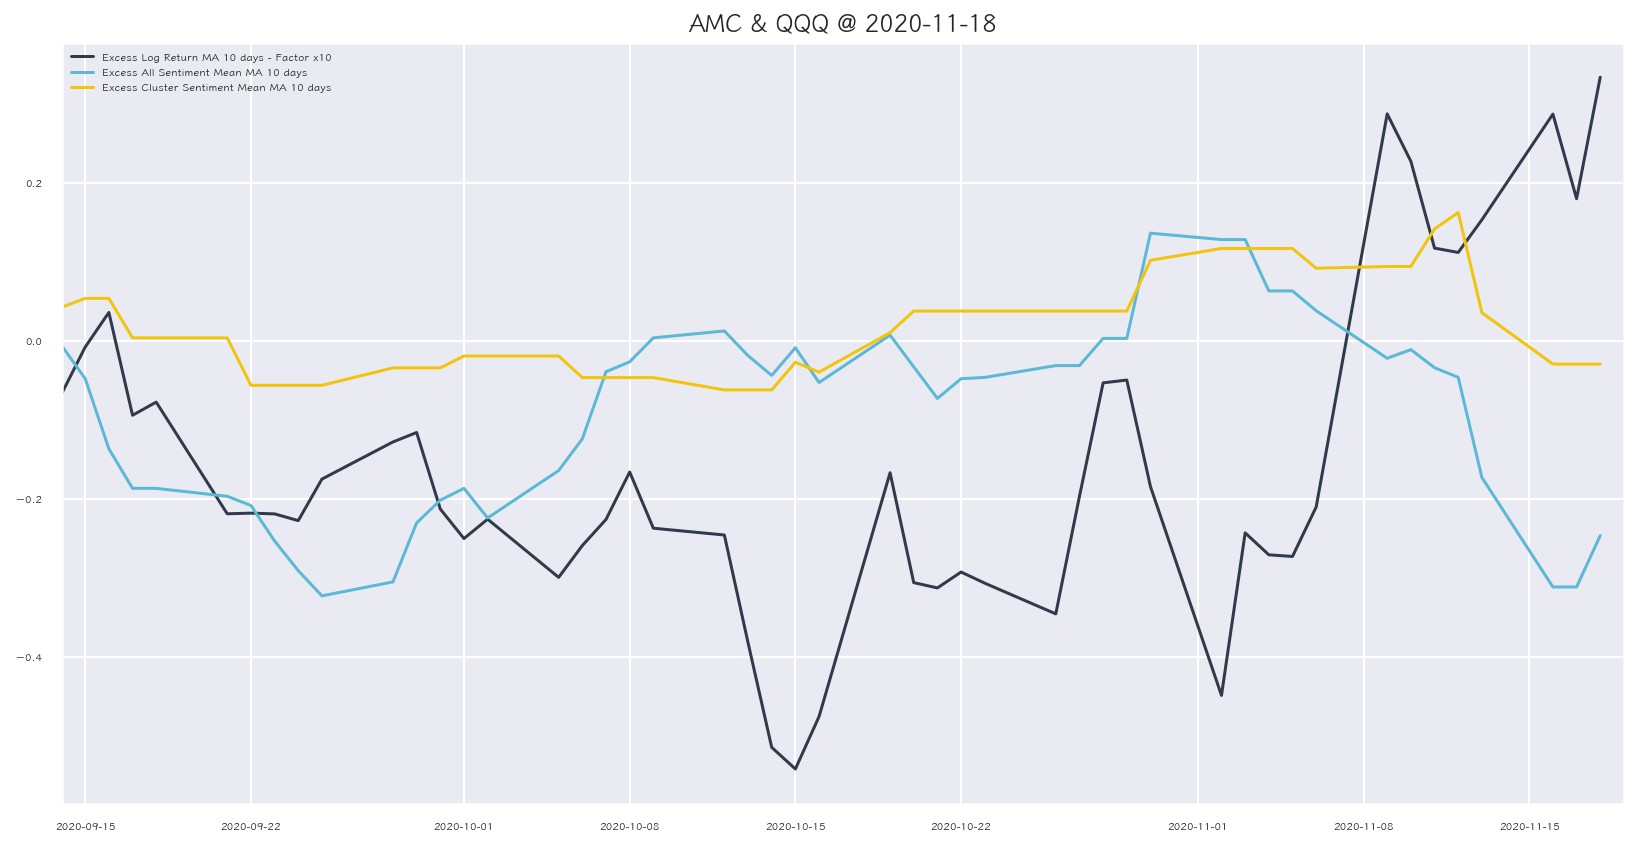 AMC & QQQ @ 2020-11-18
Excess Log Return MA 10 days - Factor x10
Excess All Sentiment Mean MA 10 days
Excess Cluster Sentiment Mean MA 10 days
0.2
0.0
−0.2
−0.4
2020-09-15 2020-09-22 2020-10-01 2020-10-08 2020-10-15 2020-10-22 2020-11-01 2020-11-08 2020-11-15